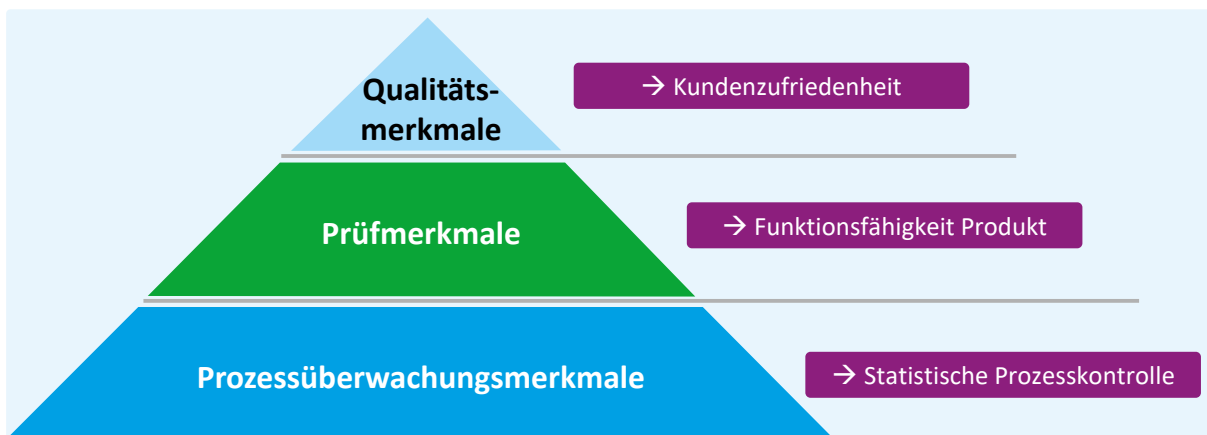 Qualitäts-
merkmale
→ Kundenzufriedenheit
Prüfmerkmale
→ Funktionsfähigkeit Produkt
Prozessüberwachungsmerkmale
→ Statistische Prozesskontrolle